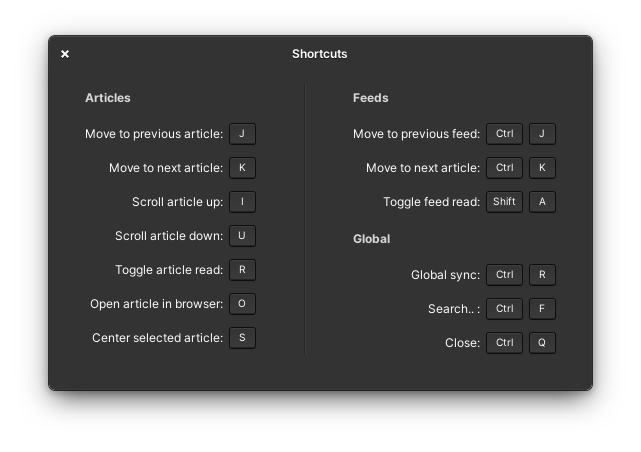 Shortcuts
Articles
Move to previous article: J
Move to next article: K
Scroll article up: I
Scroll article down: U
Toggle article read: R
Open article in browser: O
Center selected article: S
Feeds
Move to previous feed: Ctrl J
Move to next article: Ctrl K
Toggle feed read: Shift A
Global
Global sync: Ctrl R
Search.. : Ctrl F
Close: Ctrl Q